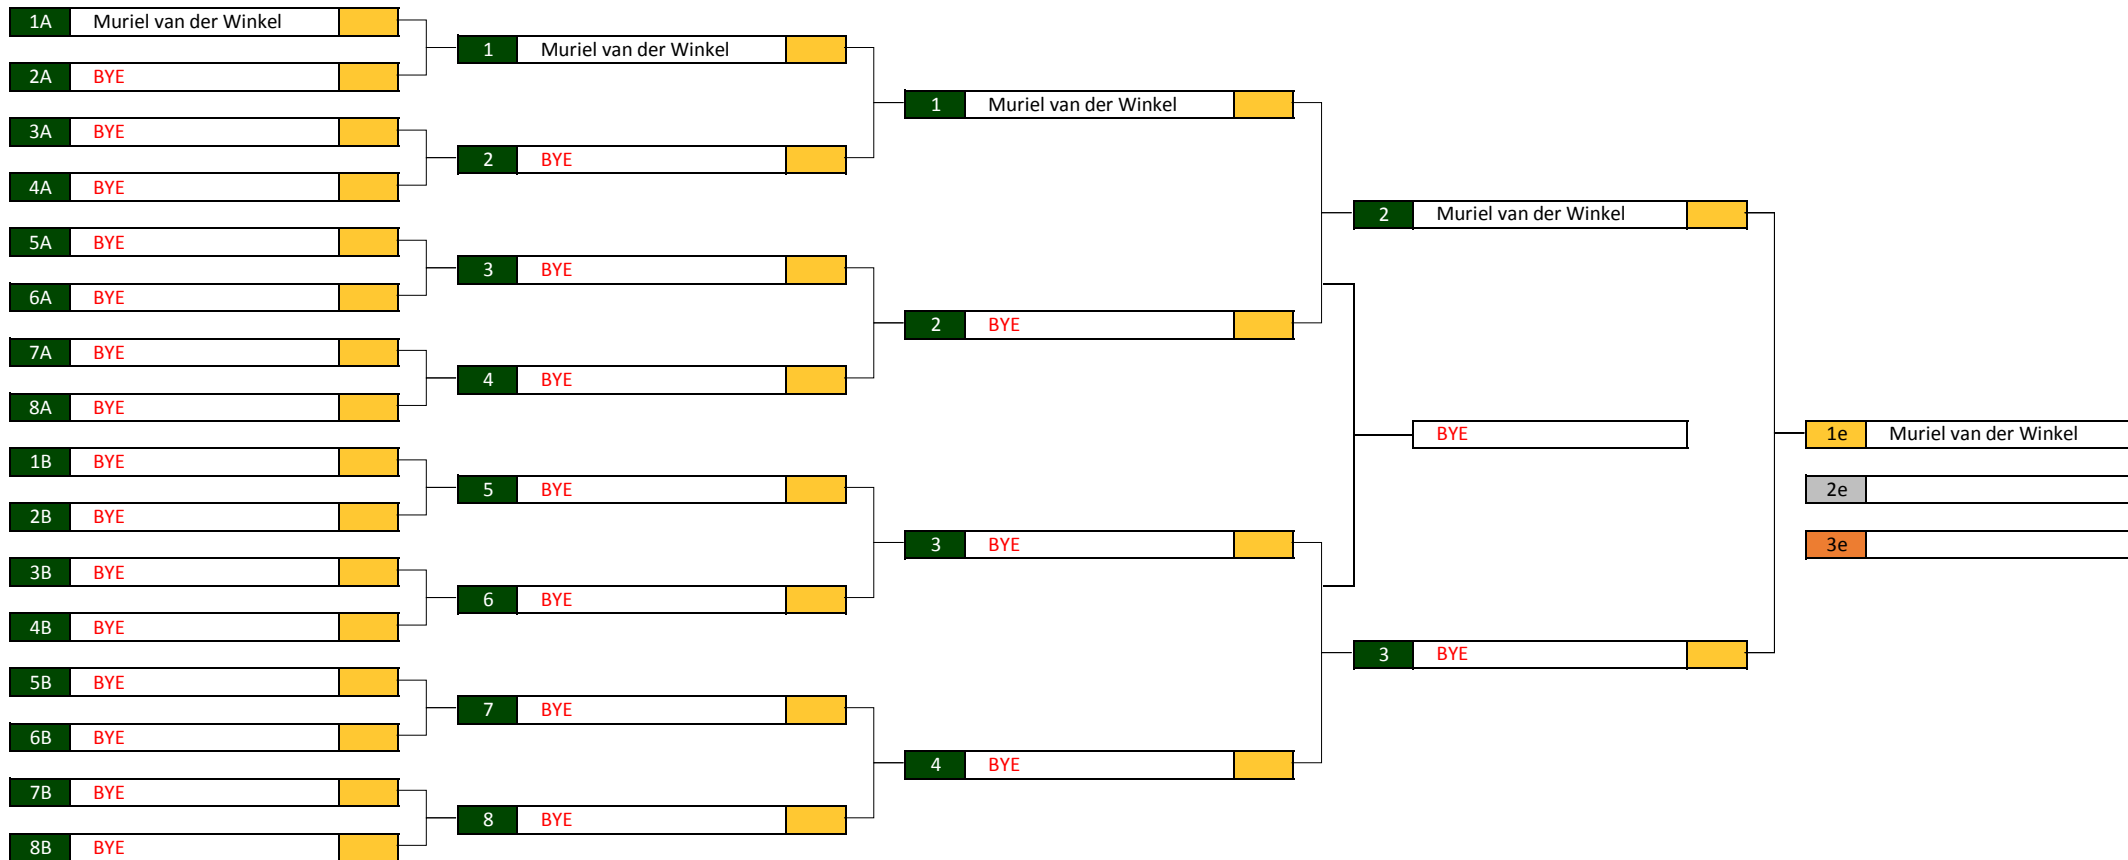 1A Muriel van der Winkel
2A BYE
3A BYE
4A BYE
5A BYE
6A BYE
7A BYE
8A BYE
1B BYE
2B BYE
3B BYE
4B BYE
5B BYE
6B BYE
7B BYE
8B BYE
1 Muriel van der Winkel
2 BYE
3 BYE
4 BYE
5 BYE
6 BYE
7 BYE
8 BYE
1 Muriel van der Winkel
2 BYE
3 BYE
4 BYE
2 Muriel van der Winkel
BYE
3 BYE
1e Muriel van der Winkel
2e
3e